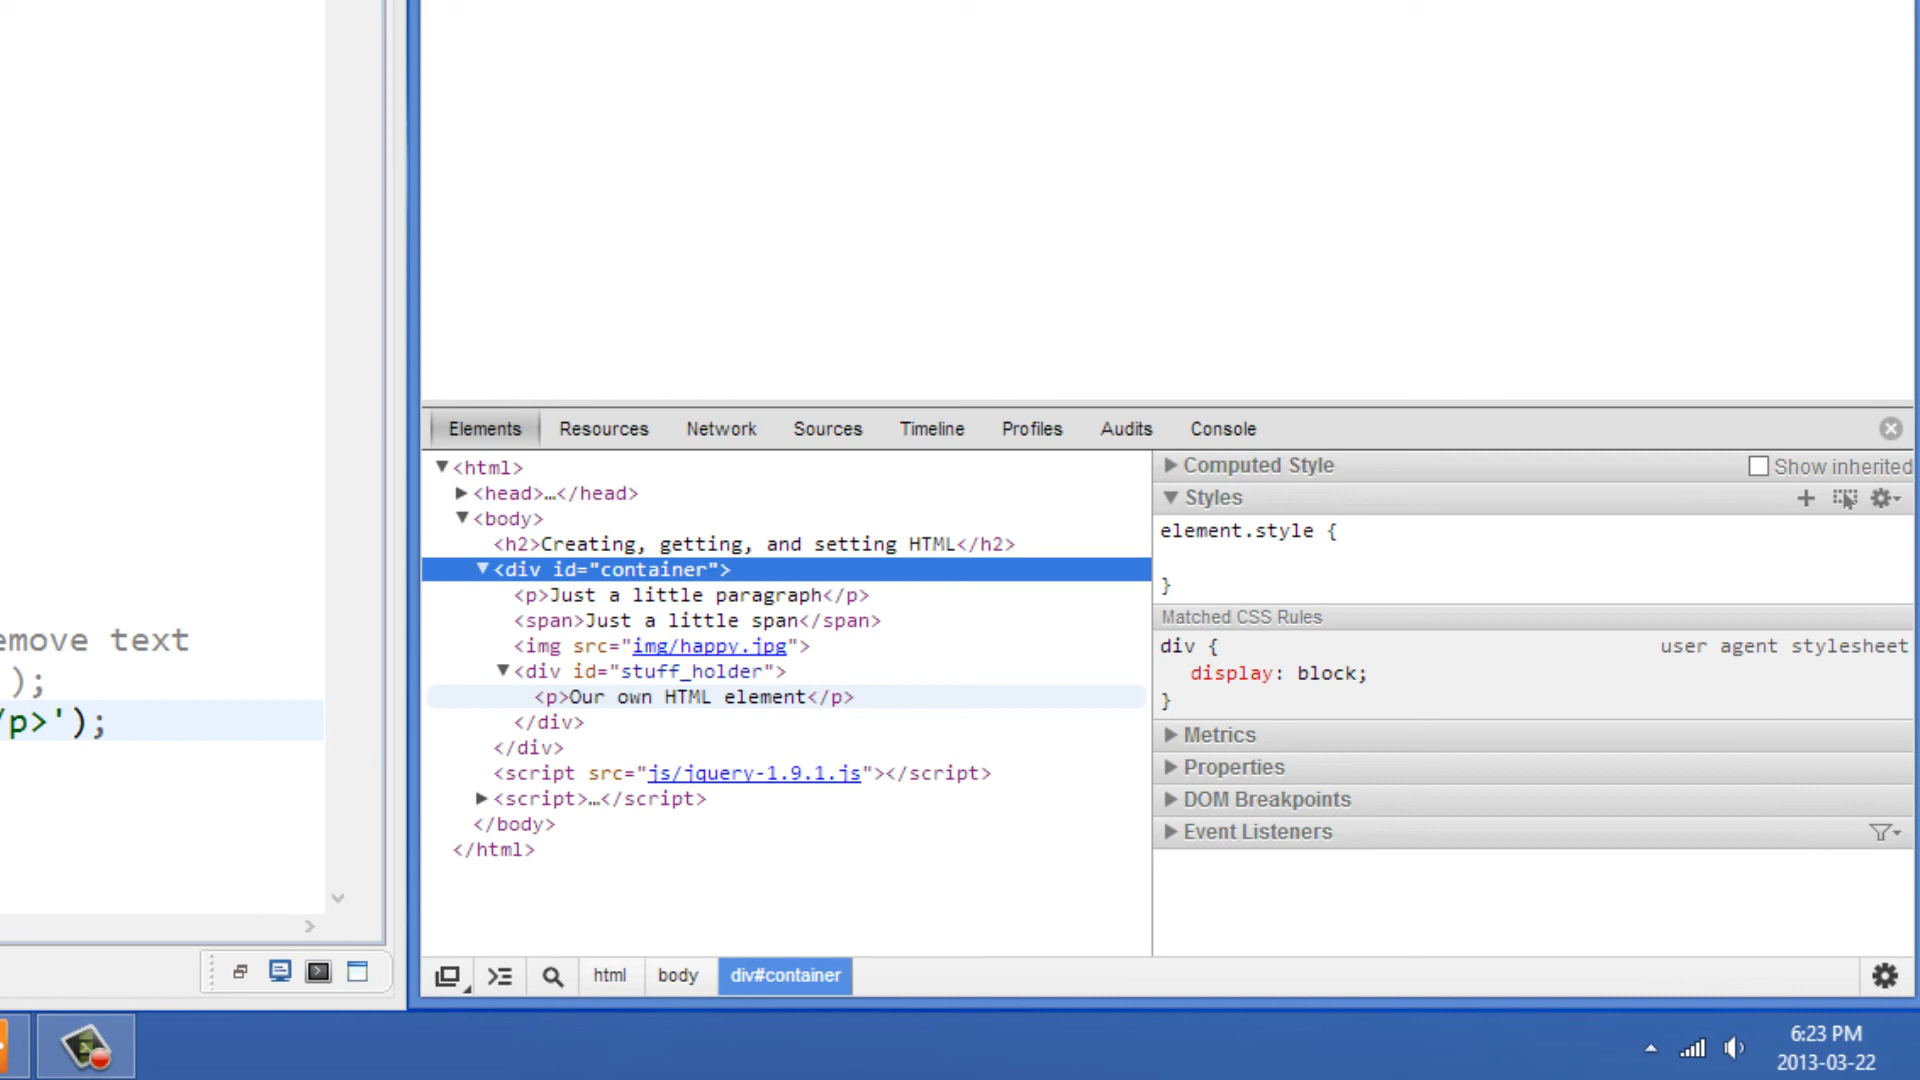 emove text
');
/p>');
Elements Resources Network Sources Timeline Profiles Audits Console
<html>
<head>…</head>
<body>
<h2>Creating, getting, and setting HTML</h2>
<div id="container">
<p>Just a little paragraph</p>
<span>Just a little span</span>
<img src="img/happy.jpg">
<div id="stuff_holder">
<p>Our own HTML element</p>
</div>
</div>
<script src="js/jquery-1.9.1.js"></script>
<script>…</script>
</body>
</html>
Computed Style Show inherited
Styles
element.style {
}
Matched CSS Rules
div { user agent stylesheet
display: block;
}
Metrics
Properties
DOM Breakpoints
Event Listeners
html body div#container
6:23 PM
2013-03-22